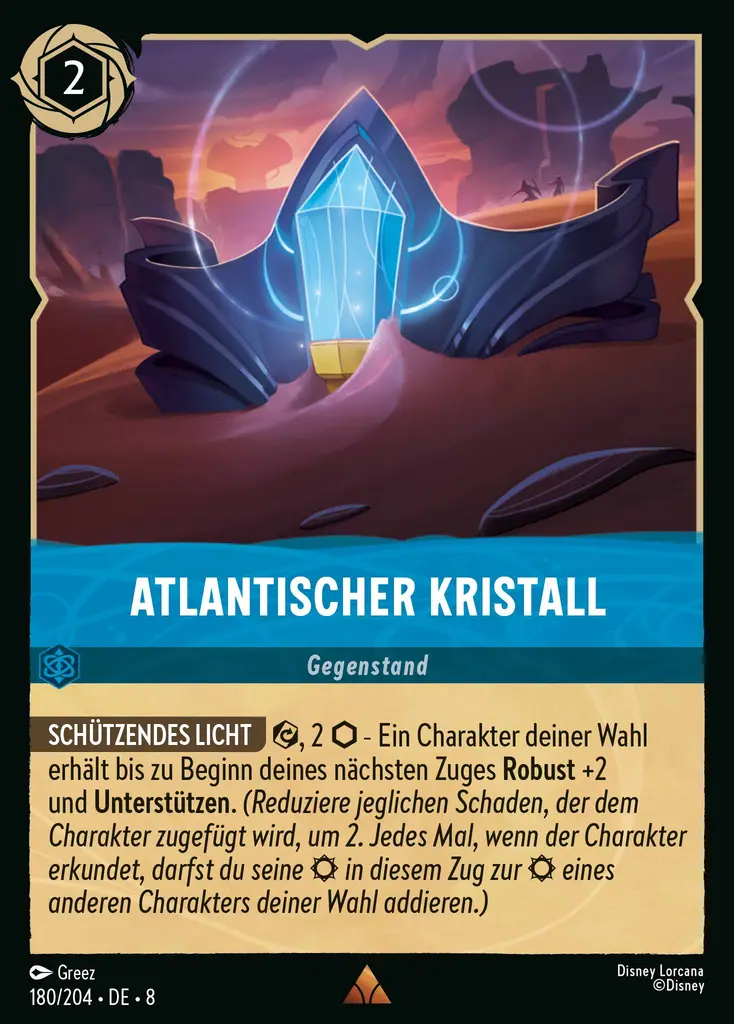 2
ATLANTISCHER KRISTALL
Gegenstand
SCHÜTZENDES LICHT , 2 - Ein Charakter deiner Wahl
erhält bis zu Beginn deines nächsten Zuges Robust +2
und Unterstützen. (Reduziere jeglichen Schaden, der dem
Charakter zugefügt wird, um 2. Jedes Mal, wenn der Charakter
erkundet, darfst du seine in diesem Zug zur eines
anderen Charakters deiner Wahl addieren.)
Greez
Disney Lorcana
180/204 • DE • 8
©Disney